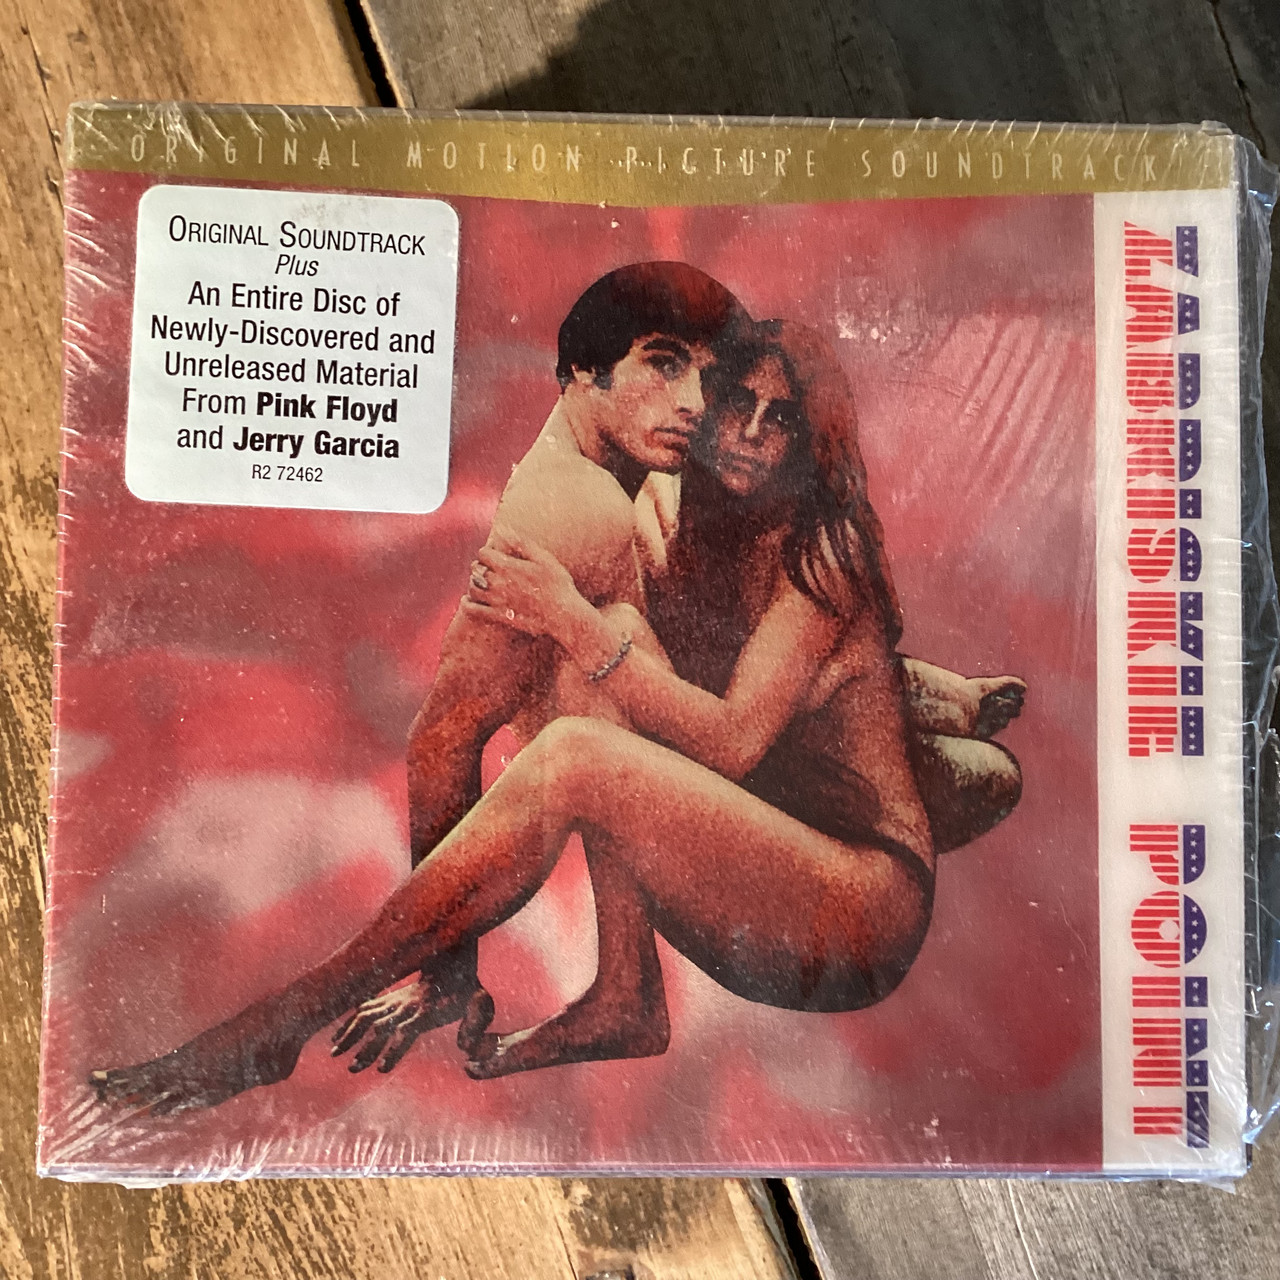 ORIGINAL MOTION PICTURE SOUNDTRACK
ORIGINAL SOUNDTRACK
Plus
An Entire Disc of
Newly-Discovered and
Unreleased Material
From Pink Floyd
and Jerry Garcia
R2 72462
ZABRISKIE POINT